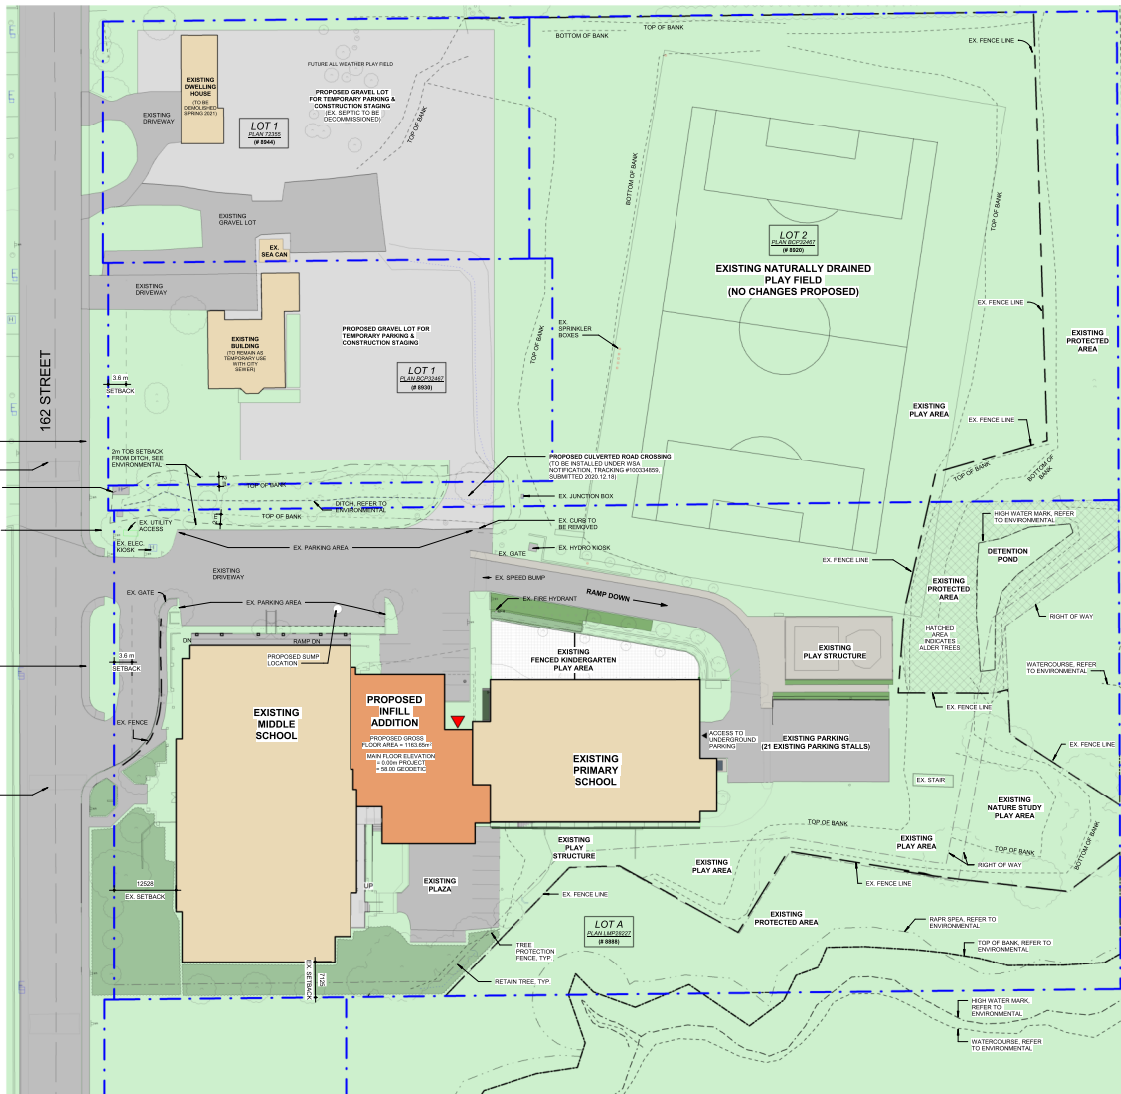 TOP OF BANK
BOTTOM OF BANK
EX. FENCE LINE
FUTURE ALL WEATHER PLAY FIELD
EXISTING
DWELLING
HOUSE
(TO BE
DEMOLISHED
SPRING 2021)
PROPOSED GRAVEL LOT
FOR TEMPORARY PARKING &
CONSTRUCTION STAGING
(EX. SEPTIC TO BE
DECOMMISSIONED)
EXISTING
DRIVEWAY
LOT 1
PLAN 72355
(# 8944)
TOP OF BANK
BOTTOM OF BANK
TOP OF BANK
EXISTING
GRAVEL LOT
EX.
SEA CAN
LOT 2
PLAN BCP32467
(# 8920)
EXISTING NATURALLY DRAINED
PLAY FIELD
(NO CHANGES PROPOSED)
EXISTING
DRIVEWAY
EX. FENCE LINE
EX.
SPRINKLER
BOXES
TOP OF BANK
EXISTING
PROTECTED
AREA
EXISTING
BUILDING
(TO REMAIN AS
TEMPORARY USE
WITH CITY
SEWER)
PROPOSED GRAVEL LOT FOR
TEMPORARY PARKING &
CONSTRUCTION STAGING
LOT 1
PLAN BCP32467
(# 8930)
162 STREET
3.6 m
SETBACK
EXISTING
PLAY AREA
EX. FENCE LINE
2m TOB SETBACK
FROM DITCH, SEE
ENVIRONMENTAL
2m
TOP OF BANK
PROPOSED CULVERTED ROAD CROSSING
(TO BE INSTALLED UNDER WSA
NOTIFICATION, TRACKING #100334859,
SUBMITTED 2020.12.18)
TOP OF BANK
BOTTOM OF BANK
EX. JUNCTION BOX
DITCH, REFER TO
ENVIRONMENTAL
TOP OF BANK
2m
EX. UTILITY
ACCESS
EX. CURB TO
BE REMOVED
HIGH WATER MARK, REFER
TO ENVIRONMENTAL
EX. ELEC.
KIOSK
EX. PARKING AREA
EX. GATE
EX. HYDRO KIOSK
EX. FENCE LINE
DETENTION
POND
EXISTING
DRIVEWAY
EX. SPEED BUMP
EXISTING
PROTECTED
AREA
EX. GATE
EX. PARKING AREA
EX. FIRE HYDRANT
RAMP DOWN
RIGHT OF WAY
HATCHED
AREA
INDICATES
ALDER TREES
DN
RAMP DN
PROPOSED SUMP
LOCATION
3.6 m
SETBACK
EXISTING
FENCED KINDERGARTEN
PLAY AREA
EXISTING
PLAY STRUCTURE
WATERCOURSE, REFER
TO ENVIRONMENTAL
EXISTING
MIDDLE
SCHOOL
PROPOSED
INFILL
ADDITION
PROPOSED GROSS
FLOOR AREA = 1163.65m²
MAIN FLOOR ELEVATION
= 0.00m PROJECT
= 58.00 GEODETIC
EX. FENCE LINE
EX. FENCE
ACCESS TO
UNDERGROUND
PARKING
EXISTING PARKING
(21 EXISTING PARKING STALLS)
EX. FENCE LINE
EXISTING
PRIMARY
SCHOOL
EX. STAIR
EXISTING
NATURE STUDY
PLAY AREA
TOP OF BANK
EXISTING
PLAY
STRUCTURE
EXISTING
PLAY AREA
TOP OF BANK
BOTTOM OF BANK
EXISTING
PLAY AREA
RIGHT OF WAY
12528
EX. SETBACK
UP
EXISTING
PLAZA
EX. FENCE LINE
EX. FENCE LINE
LOT A
PLAN LMP28227
(# 8888)
EXISTING
PROTECTED AREA
RAPR SPEA, REFER TO
ENVIRONMENTAL
TREE
PROTECTION
FENCE, TYP.
TOP OF BANK, REFER TO
ENVIRONMENTAL
EX. SETBACK
7125
RETAIN TREE, TYP.
HIGH WATER MARK,
REFER TO
ENVIRONMENTAL
WATERCOURSE, REFER
TO ENVIRONMENTAL